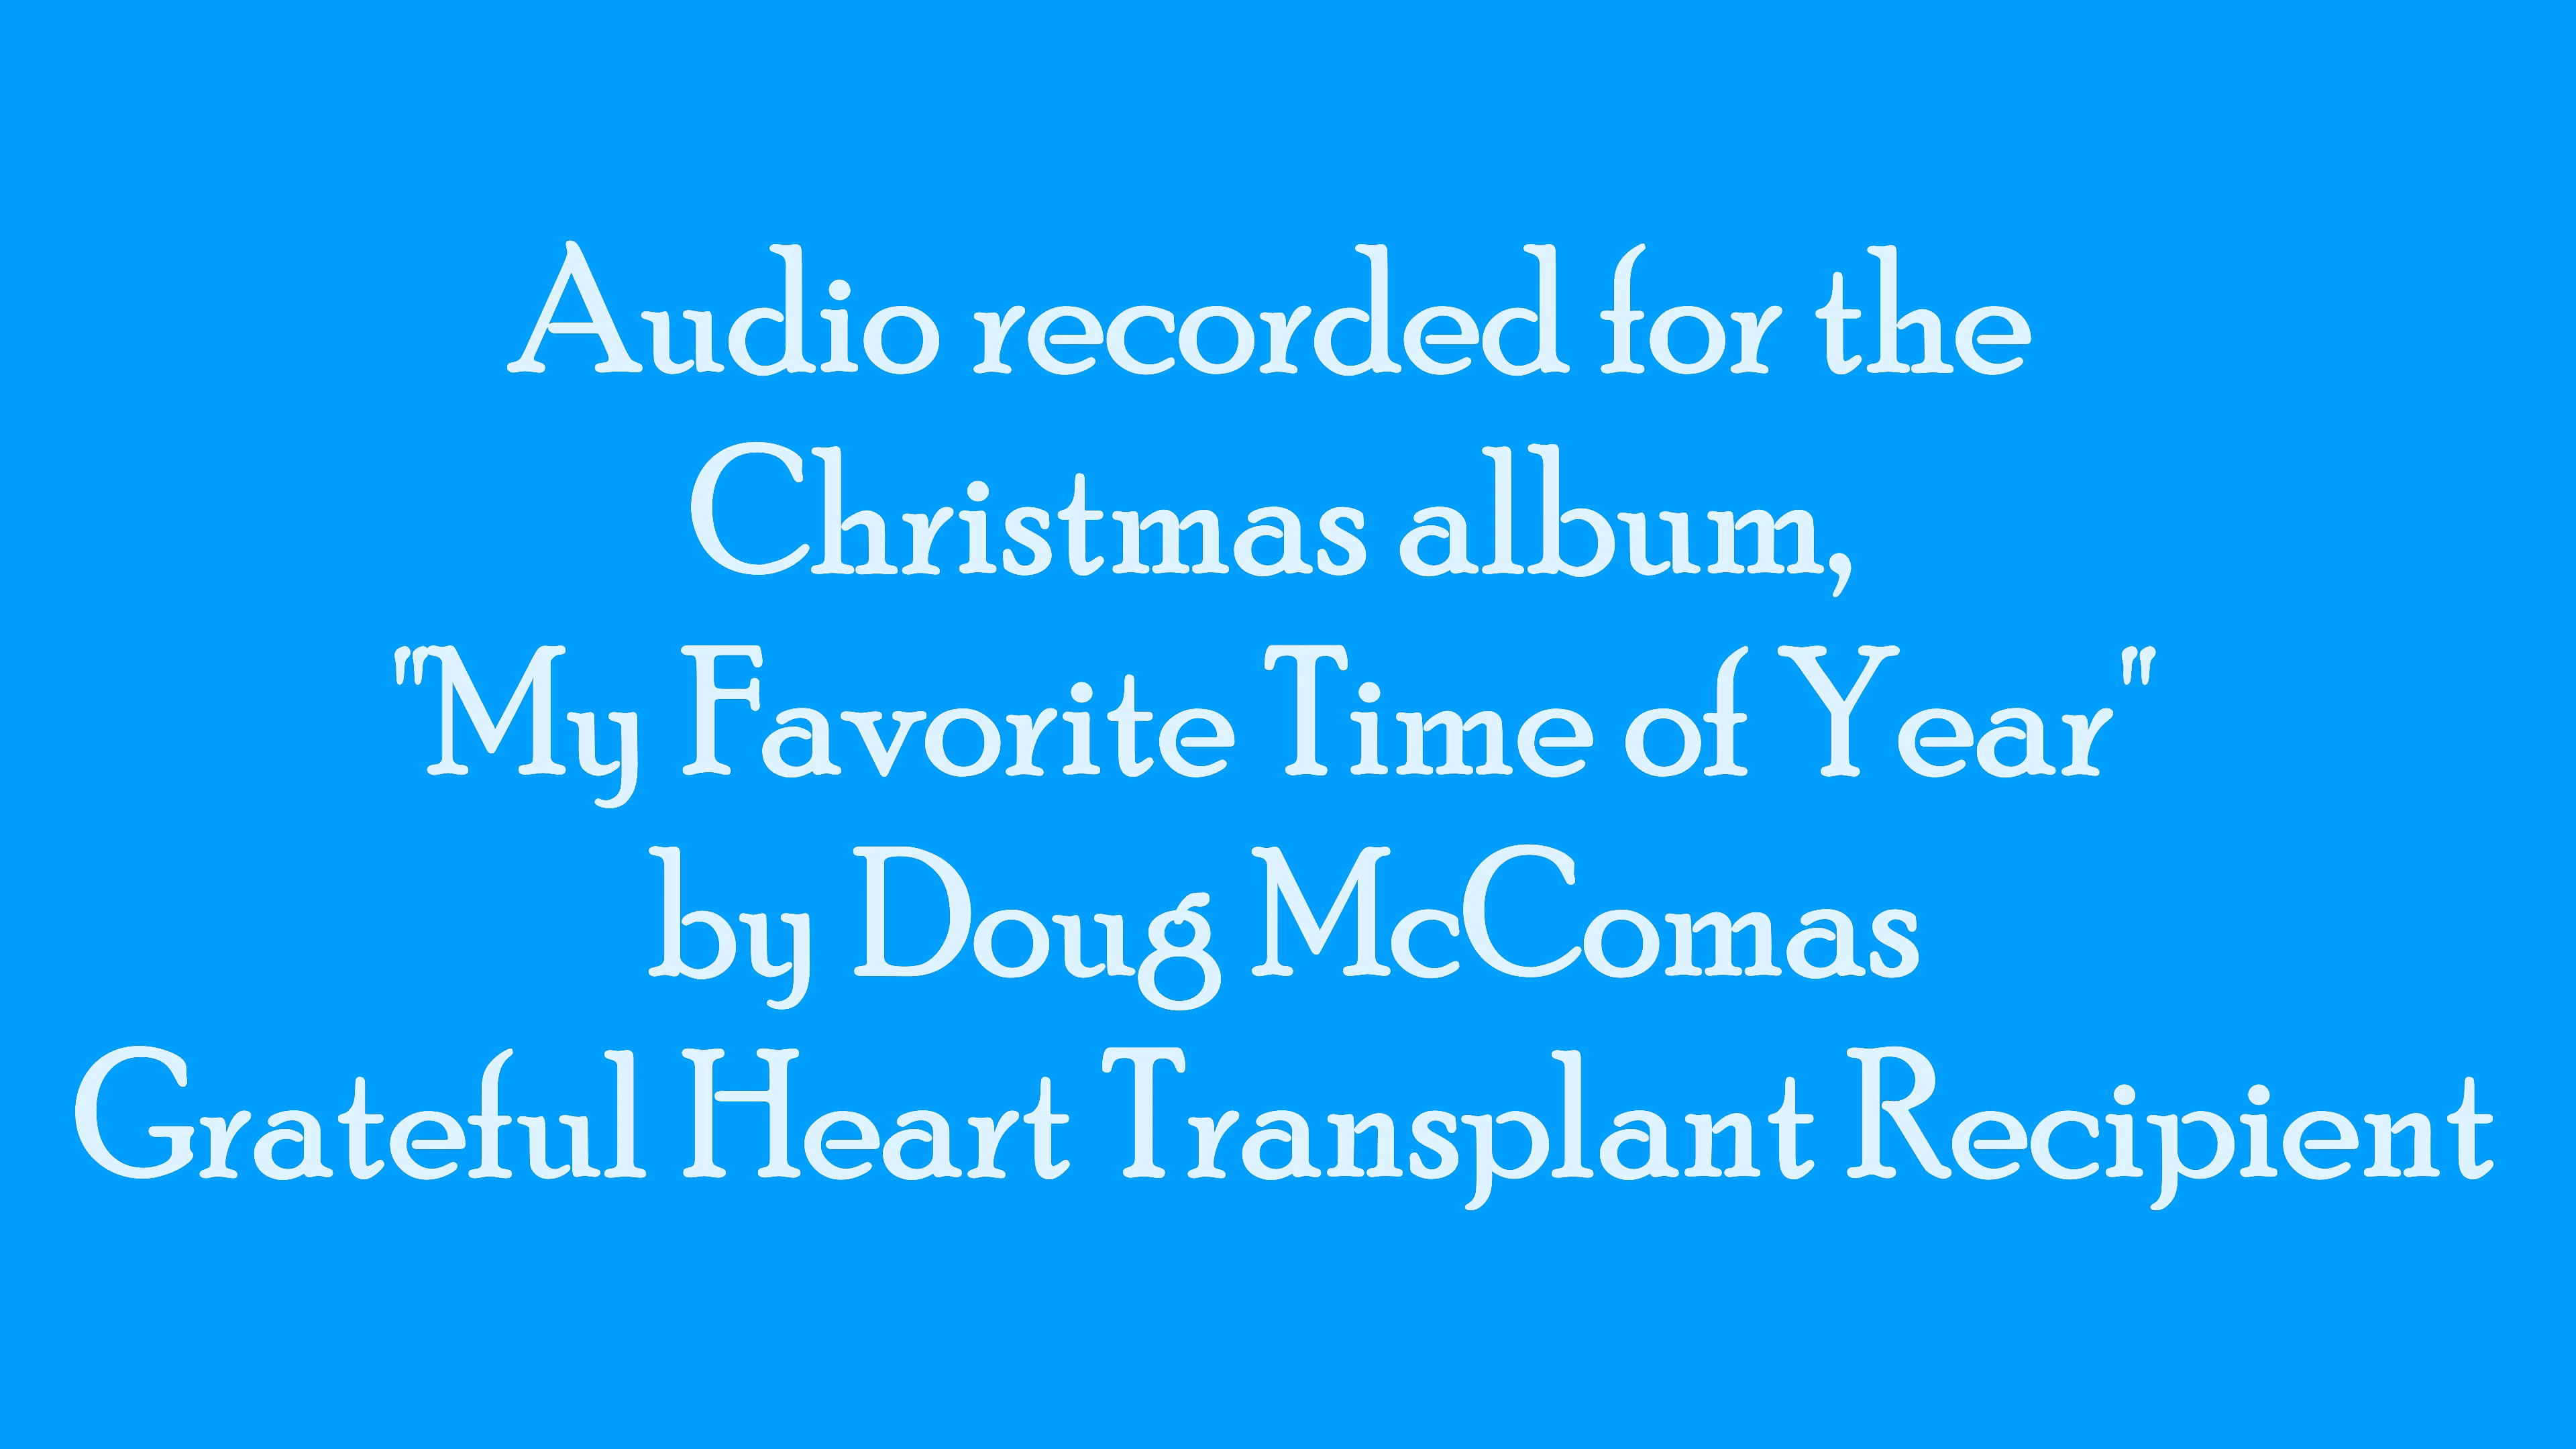 Audio recorded for the
Christmas album,
"My Favorite Time of Year"
by Doug McComas
Grateful Heart Transplant Recipient